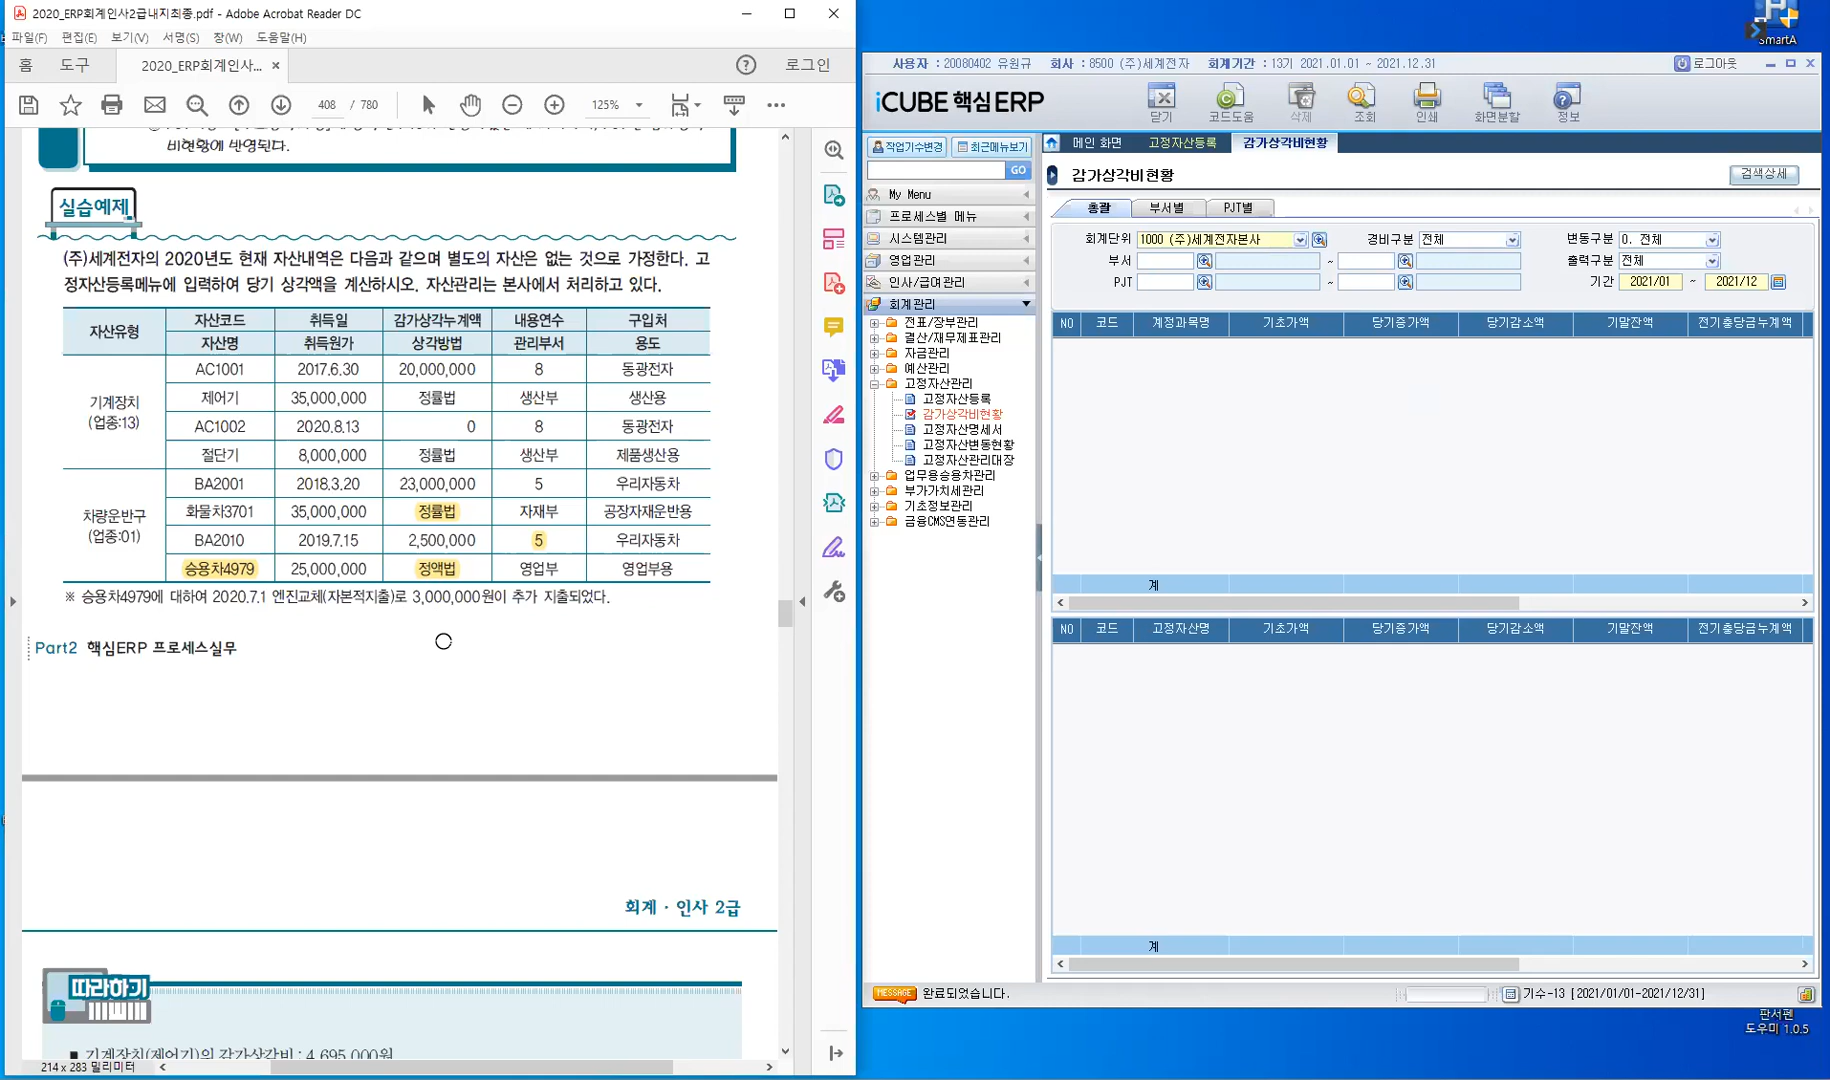 2020_ERP회계인사2급내지최종.pdf - Adobe Acrobat Reader DC
파일(F) 편집(E) 보기(V) 서명(S) 창(W) 도움말(H)
홈 도구 2020_ERP회계인사... × 로그인
408 / 780 125%
비현황에 반영된다.
실습예제
(주)세계전자의 2020년도 현재 자산내역은 다음과 같으며 별도의 자산은 없는 것으로 가정한다. 고
정자산등록메뉴에 입력하여 당기 상각액을 계산하시오. 자산관리는 본사에서 처리하고 있다.
자산유형 자산코드 취득일 감가상각누계액 내용연수 구입처
자산명 취득원가 상각방법 관리부서 용도
기계장치 (업종:13) AC1001 2017.6.30 20,000,000 8 동광전자
제어기 35,000,000 정률법 생산부 생산용
AC1002 2020.8.13 0 8 동광전자
절단기 8,000,000 정률법 생산부 제품생산용
차량운반구 (업종:01) BA2001 2018.3.20 23,000,000 5 우리자동차
화물차3701 35,000,000 정률법 자재부 공장자재운반용
BA2010 2019.7.15 2,500,000 5 우리자동차
승용차4979 25,000,000 정액법 영업부 영업부용
※ 승용차4979에 대하여 2020.7.1 엔진교체(자본적지출)로 3,000,000원이 추가 지출되었다.
Part2 핵심ERP 프로세스실무
회계 · 인사 2급
따라하기
■ 기계장치(제어기)의 감가상각비 : 4,695,000원
214 x 283 밀리미터
SmartA
사용자 : 20080402 유원규 회사 : 8500 (주)세계전자 회계기간 : 13기 2021.01.01 ~ 2021.12.31 로그아웃
iCUBE 핵심ERP 닫기 코드도움 삭제 조회 인쇄 화면분할 정보
작업기수변경 최근메뉴보기
GO
My Menu
프로세스별 메뉴
시스템관리
영업관리
인사/급여관리
회계관리
전표/장부관리
결산/재무제표관리
자금관리
예산관리
고정자산관리
고정자산등록
감가상각비현황
고정자산명세서
고정자산변동현황
고정자산관리대장
업무용승용차관리
부가가치세관리
기초정보관리
금융CMS연동관리
메인 화면 고정자산등록 감가상각비현황
감가상각비현황 검색상세
총괄 부서별 PJT별
회계단위 1000 (주)세계전자본사 경비구분 전체 변동구분 0. 전체
부서 ~ 출력구분 전체
PJT ~ 기간 2021/01 ~ 2021/12
NO 코드 계정과목명 기초가액 당기증가액 당기감소액 기말잔액 전기충당금누계액
계
NO 코드 고정자산명 기초가액 당기증가액 당기감소액 기말잔액 전기충당금누계액
계
MESSAGE 완료되었습니다. 기수-13 [2021/01/01-2021/12/31]
판서펜
도우미 1.0.5